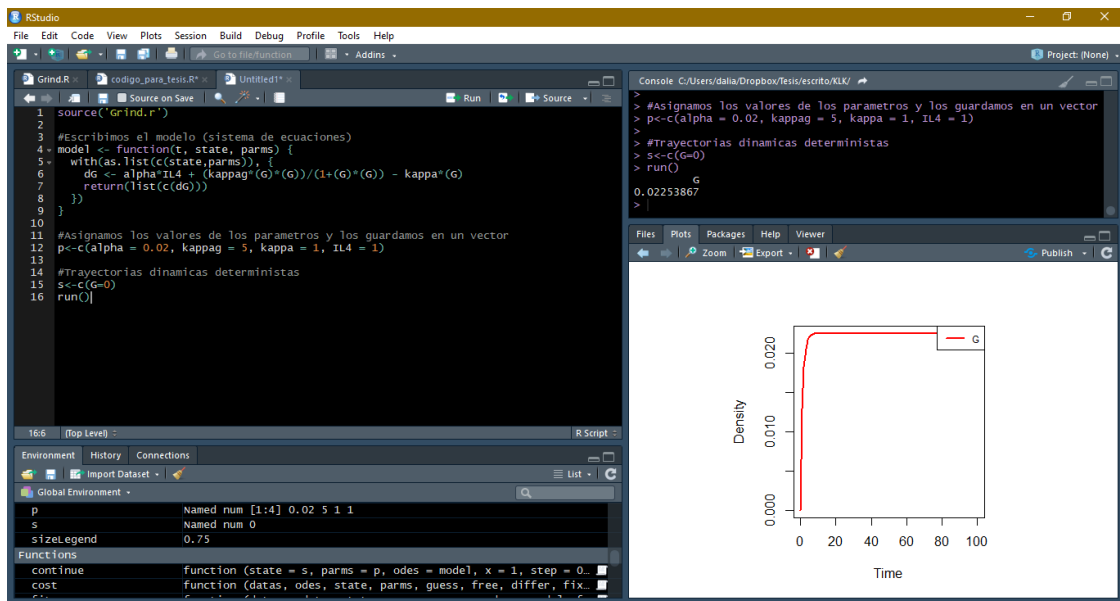 RStudio
File Edit Code View Plots Session Build Debug Profile Tools Help
Go to file/function Addins Project: (None)
Grind.R codigo_para_tesis.R* Untitled1*
Source on Save Run Source
1 source('Grind.r')
2
3 #Escribimos el modelo (sistema de ecuaciones)
4 model <- function(t, state, parms) {
5 with(as.list(c(state,parms)), {
6 dG <- alpha*IL4 + (kappag*(G)*(G))/(1+(G)*(G)) - kappa*(G)
7 return(list(c(dG)))
8 })
9 }
10
11 #Asignamos los valores de los parametros y los guardamos en un vector
12 p<-c(alpha = 0.02, kappag = 5, kappa = 1, IL4 = 1)
13
14 #Trayectorias dinamicas deterministas
15 s<-c(G=0)
16 run()
16:6 (Top Level) R Script
Environment History Connections
Import Dataset List
Global Environment
p Named num [1:4] 0.02 5 1 1
s Named num 0
sizeLegend 0.75
Functions
continue function (state = s, parms = p, odes = model, x = 1, step = 0…
cost function (datas, odes, state, parms, guess, free, differ, fix…
Console C:/Users/dalia/Dropbox/Tesis/escrito/KLK/
>
> #Asignamos los valores de los parametros y los guardamos en un vector
> p<-c(alpha = 0.02, kappag = 5, kappa = 1, IL4 = 1)
>
> #Trayectorias dinamicas deterministas
> s<-c(G=0)
> run()
G
0.02253867
>
Files Plots Packages Help Viewer
Zoom Export Publish
G
Density
0.020
0.010
0.000
0 20 40 60 80 100
Time